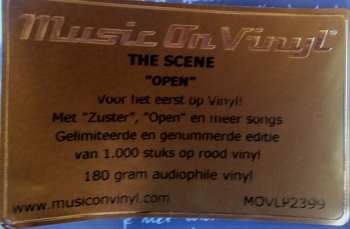 Music On Vinyl
THE SCENE
"OPEN"
Voor het eerst op Vinyl!
Met "Zuster", "Open" en meer songs
Gelimiteerde en genummerde editie
van 1.000 stuks op rood vinyl
180 gram audiophile vinyl
www.musiconvinyl.com MOVLP2399